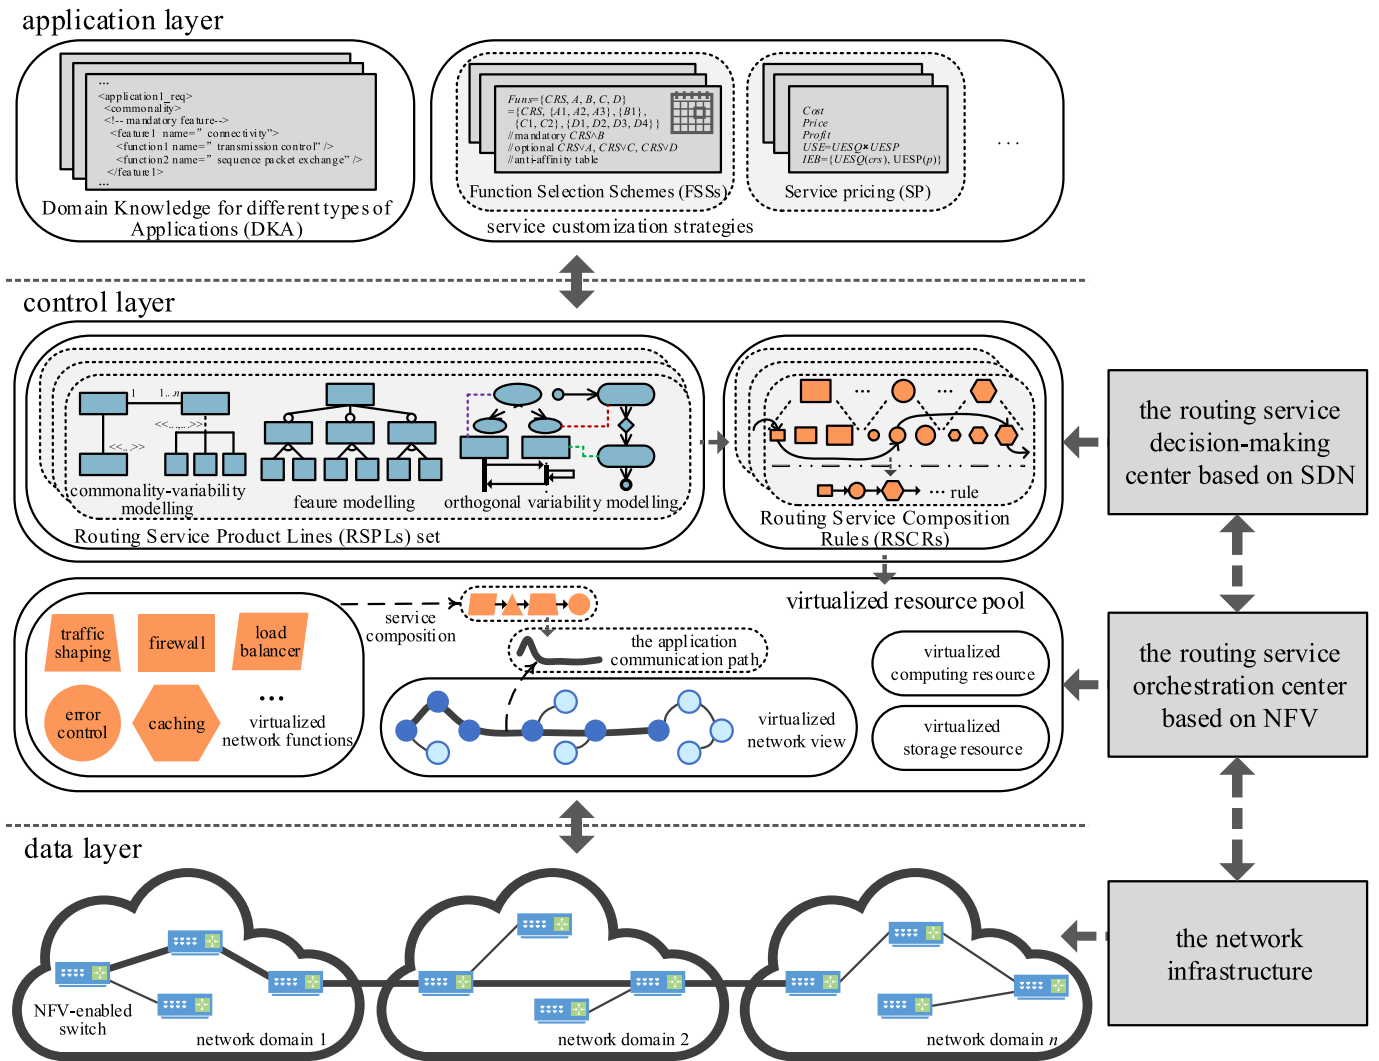 application layer
...
<application1_req>
<commonality>
<!-- mandatory feature-->
<feature1 name=” connectivity”>
<function1 name=” transmission control” />
<function2 name=” sequence packet exchange” />
</feature1>
...
Domain Knowledge for different types of
Applications (DKA)
Funs={CRS, A, B, C, D}
={CRS, {A1, A2, A3}, {B1},
{C1, C2}, {D1, D2, D3, D4}}
//mandatory CRS∧B
//optional CRS∨A, CRS∨C, CRS∨D
//anti-affinity table
Function Selection Schemes (FSSs)
Cost
Price
Profit
USE=UESQ×UESP
IEB={UESQ(crs), UESP(p)}
Service pricing (SP)
...
service customization strategies
control layer
1
1...n
<<...,...>>
<<...>>
commonality-variability
modelling
feaure modelling
orthogonal variability modelling
Routing Service Product Lines (RSPLs) set
...
...
... rule
Routing Service Composition
Rules (RSCRs)
the routing service
decision-making
center based on SDN
traffic
shaping
firewall
load
balancer
error
control
caching
...
virtualized
network functions
service
composition
the application
communication path
virtualized
network view
virtualized resource pool
virtualized
computing resource
virtualized
storage resource
the routing service
orchestration center
based on NFV
data layer
NFV-enabled
switch
network domain 1
network domain 2
network domain n
the network
infrastructure